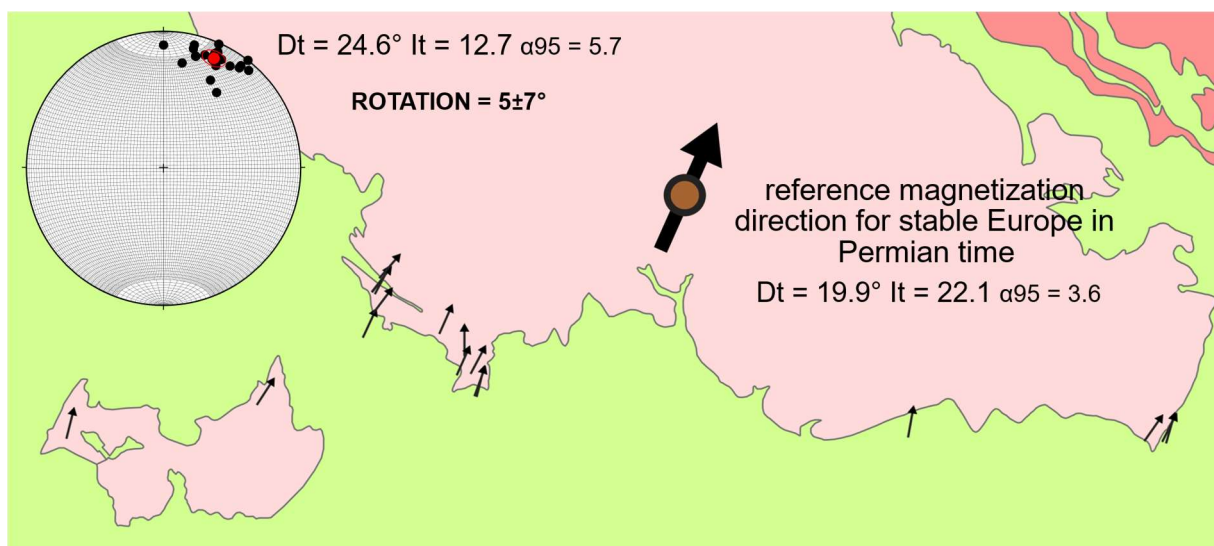 Dt = 24.6° It = 12.7 α95 = 5.7
ROTATION = 5±7°
reference magnetization
direction for stable Europe in
Permian time
Dt = 19.9° It = 22.1 α95 = 3.6